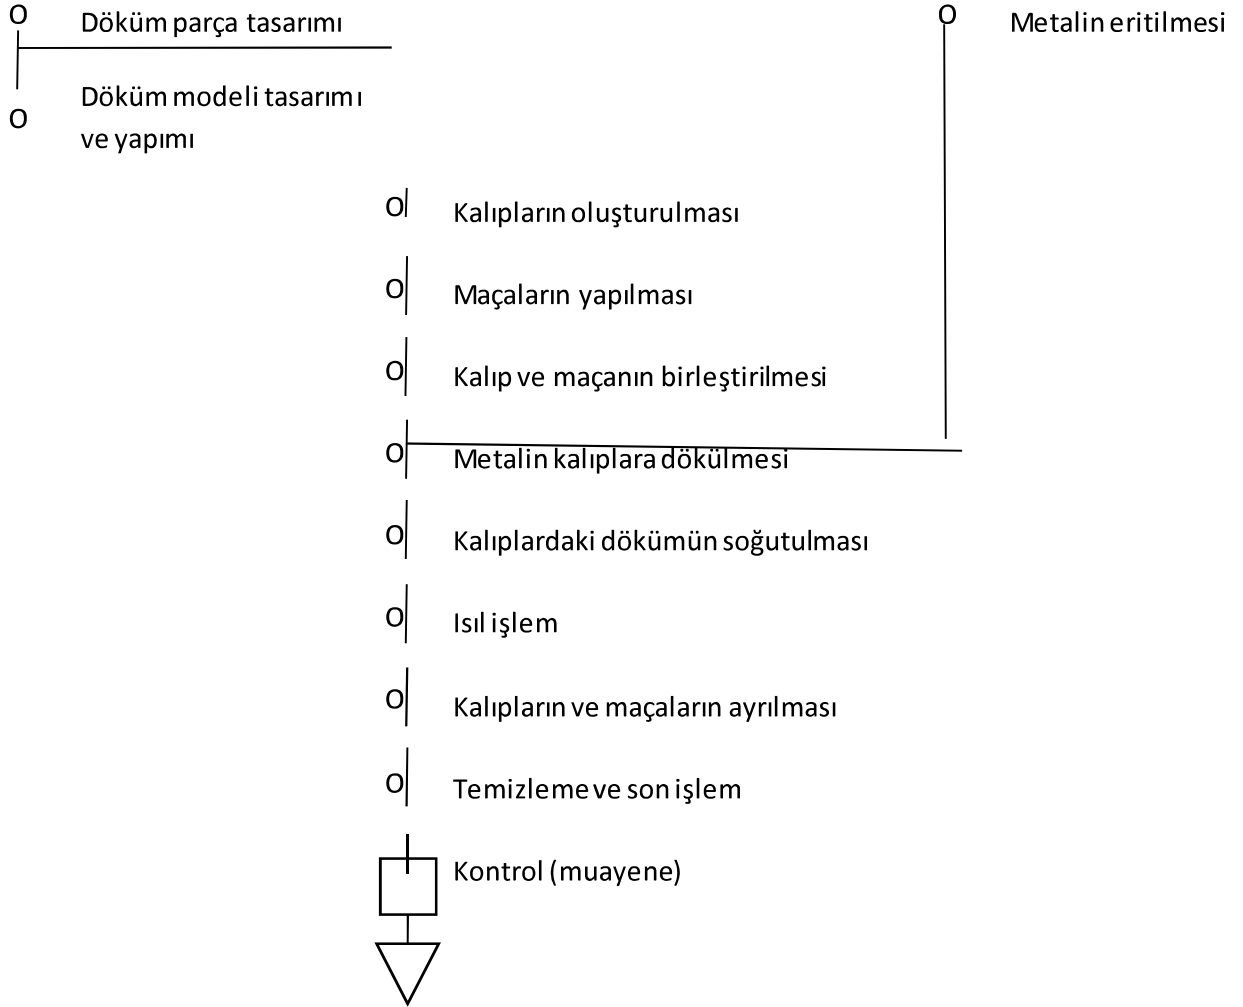 O Döküm parça tasarımı
O Metalin eritilmesi
Döküm modeli tasarımı
O ve yapımı
O Kalıpların oluşturulması
O Maçaların yapılması
O Kalıp ve maçanın birleştirilmesi
O Metalin kalıplara dökülmesi
O Kalıplardaki dökümün soğutulması
O Isıl işlem
O Kalıpların ve maçaların ayrılması
O Temizleme ve son işlem
Kontrol (muayene)